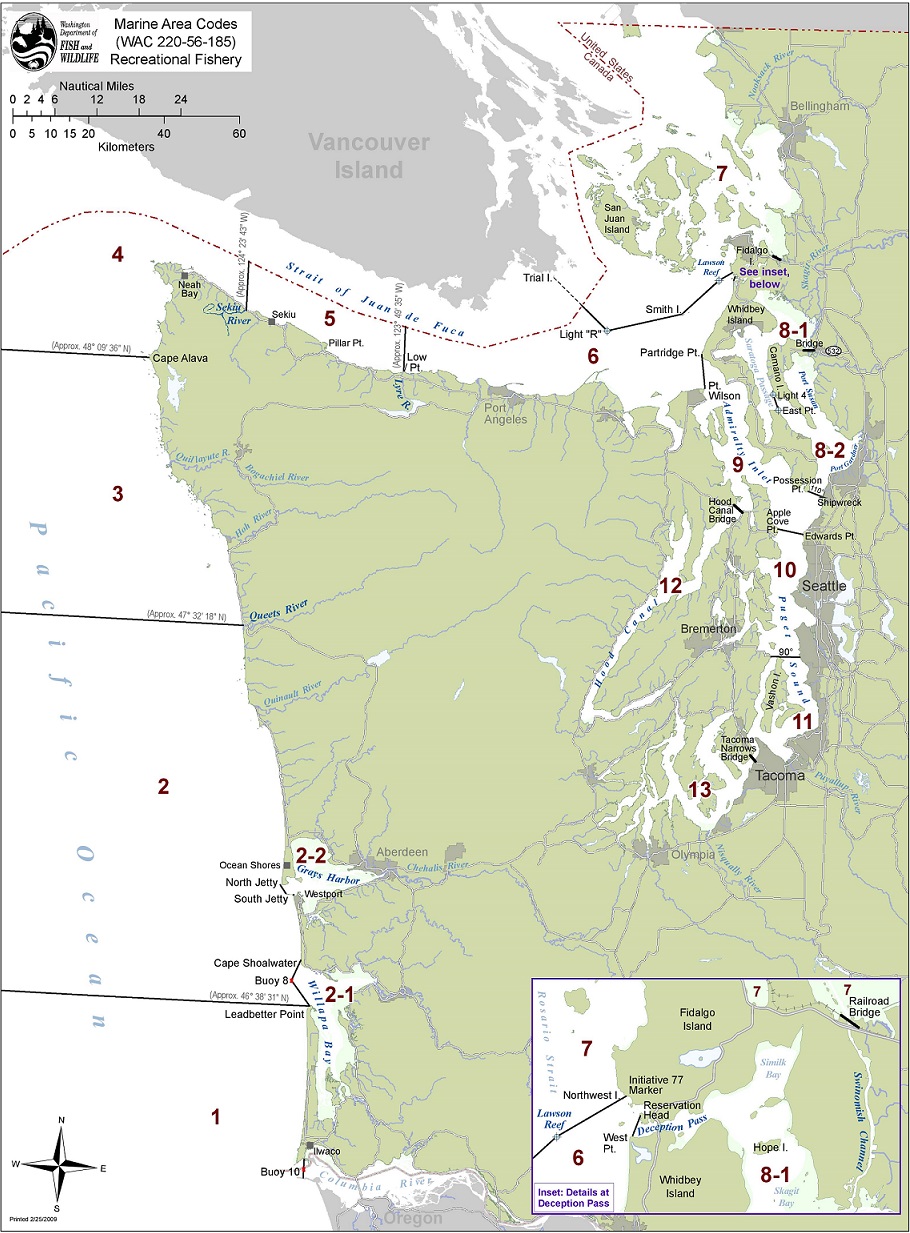 Washington
Department of
FISH and
WILDLIFE
Marine Area Codes
(WAC 220-56-185)
Recreational Fishery
Nautical Miles
0 2 4 6 12 18 24
0 5 10 15 20 40 60
Kilometers
United States
Canada
Nooksack River
Bellingham
Vancouver
Island
7
San
Juan
Island
4
(Approx. 124° 23' 43" W)
Strait of Juan de Fuca
Fidalgo
I.
Lawson
Reef
See inset,
below
Skagit River
Trial I.
Neah
Bay
Sekiu
River
Sekiu
5
(Approx. 123° 49' 35" W)
Smith I.
Whidbey
Island
8-1
Light "R"
6
Pillar Pt.
Bridge
532
(Approx. 48° 09' 36" N)
Cape Alava
Low
Pt.
Partridge Pt.
Saratoga Pass
Camano I.
Port Susan
Lyre R.
Pt.
Wilson
Light 4
East Pt.
Port
Angeles
Admiralty Inlet
8-2
Port Gardner
Quillayute R.
Bogachiel River
9
3
Possession
Pt.
110°
Shipwreck
Hood
Canal
Bridge
Apple
Cove
Pt.
Edwards Pt.
Hoh River
Pacific Ocean
10
12
Seattle
(Approx. 47° 32' 18" N)
Queets River
Hood Canal
Puget Sound
Bremerton
90°
Quinault River
Vashon I.
11
Tacoma
Narrows
Bridge
Tacoma
2
13
Puyallup River
2-2
Ocean Shores
Grays Harbor
Aberdeen
Chehalis River
Olympia
Nisqually River
North Jetty
South Jetty
Westport
Cape Shoalwater
Buoy 8
(Approx. 46° 38' 31" N)
2-1
Leadbetter Point
Willapa Bay
1
Ilwaco
Buoy 10
Columbia River
Oregon
N
W E
S
Printed 2/25/2009
Rosario Strait
7
7
Railroad
Bridge
Fidalgo
Island
7
Similk
Bay
Initiative 77
Marker
Northwest I.
Reservation
Head
Swinomish Channel
Lawson
Reef
Deception Pass
West
Pt.
6
Hope I.
8-1
Whidbey
Island
Skagit
Bay
Inset: Details at
Deception Pass